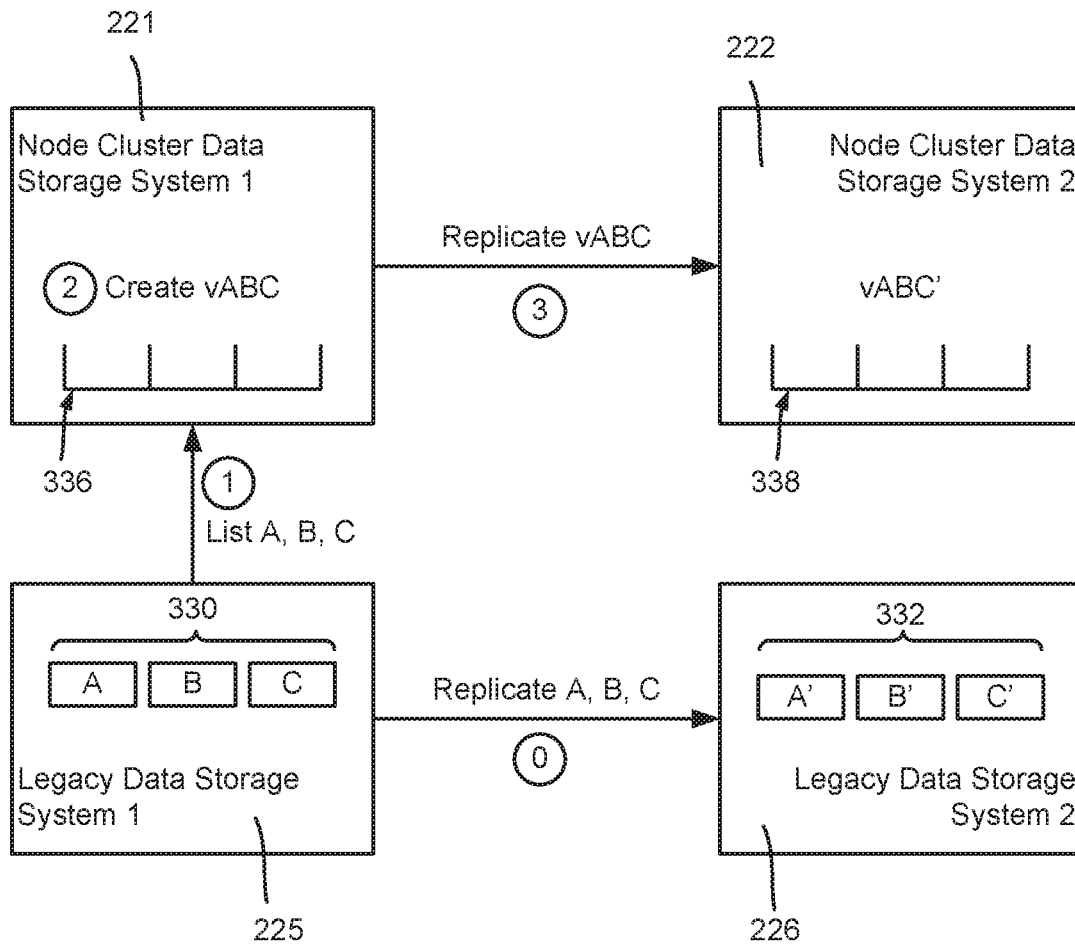 221
222
Node Cluster Data
Storage System 1
Node Cluster Data
Storage System 2
Replicate vABC
2 Create vABC
3
vABC’
336
338
1
List A, B, C
330
332
A B C
A’ B’ C’
Replicate A, B, C
0
Legacy Data Storage
System 1
Legacy Data Storage
System 2
225
226